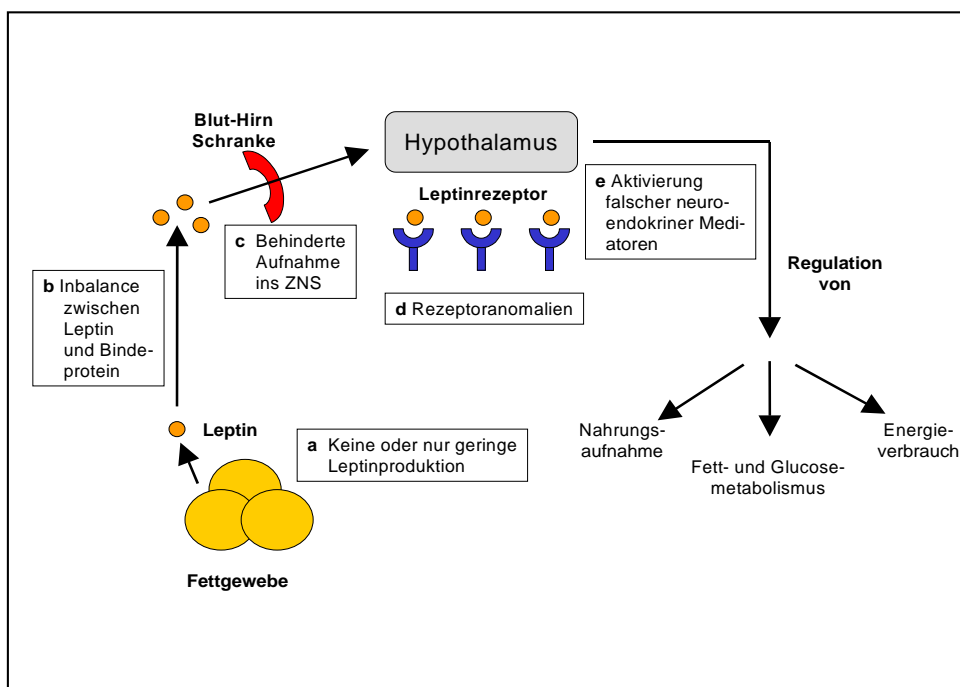 Blut-Hirn
Schranke
Hypothalamus
Leptinrezeptor
e Aktivierung
falscher neuro-
endokriner Medi-
atoren
c Behinderte
Aufnahme
ins ZNS
b Inbalance
zwischen
Leptin
und Binde-
protein
d Rezeptoranomalien
Regulation
von
Leptin
a Keine oder nur geringe
Leptinproduktion
Nahrungs-
aufnahme
Fett- und Glucose-
metabolismus
Energie-
verbrauch
Fettgewebe